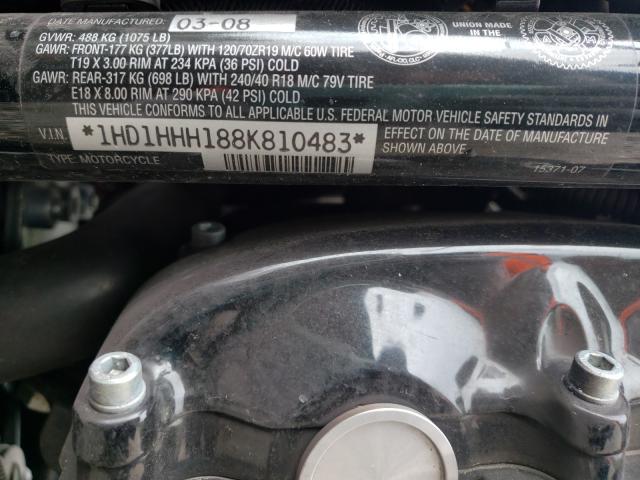 DATE MANUFACTURED: 03-08
GVWR: 488 KG (1075 LB)
GAWR: FRONT-177 KG (377LB) WITH 120/70ZR19 M/C 60W TIRE
T19 X 3.00 RIM AT 234 KPA (36 PSI) COLD
GAWR: REAR-317 KG (698 LB) WITH 240/40 R18 M/C 79V TIRE
E18 X 8.00 RIM AT 290 KPA (42 PSI) COLD
THIS VEHICLE CONFORMS TO ALL APPLICABLE U.S. FEDERAL MOTOR VEHICLE SAFETY STANDARDS IN
V.I.N. *1HD1HHH188K810483* EFFECT ON THE DATE OF MANUFACTURE
SHOWN ABOVE.
TYPE: MOTORCYCLE
15371-07
UNION MADE
IN THE